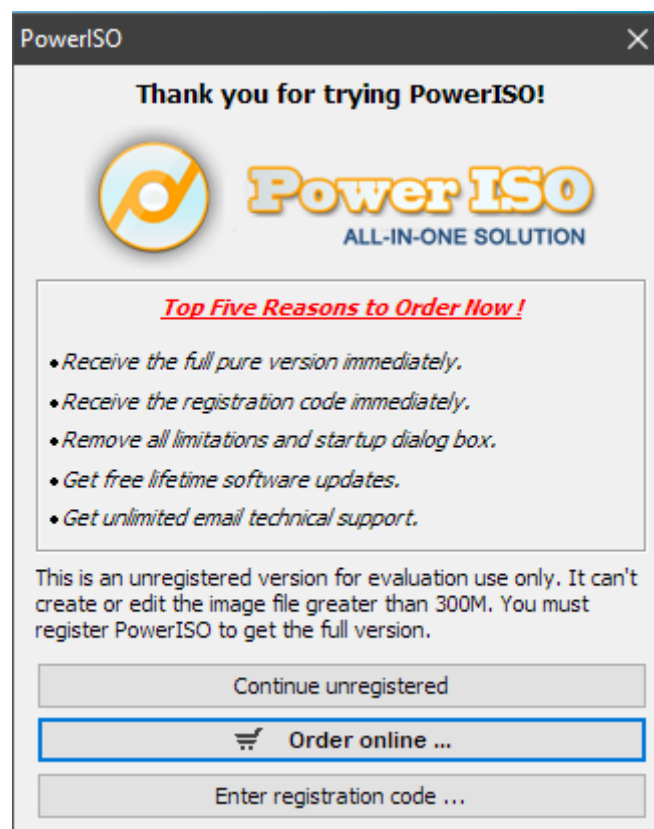 PowerISO
Thank you for trying PowerISO!
Power ISO
ALL-IN-ONE SOLUTION
Top Five Reasons to Order Now !
• Receive the full pure version immediately.
• Receive the registration code immediately.
• Remove all limitations and startup dialog box.
• Get free lifetime software updates.
• Get unlimited email technical support.
This is an unregistered version for evaluation use only. It can't
create or edit the image file greater than 300M. You must
register PowerISO to get the full version.
Continue unregistered
Order online ...
Enter registration code ...